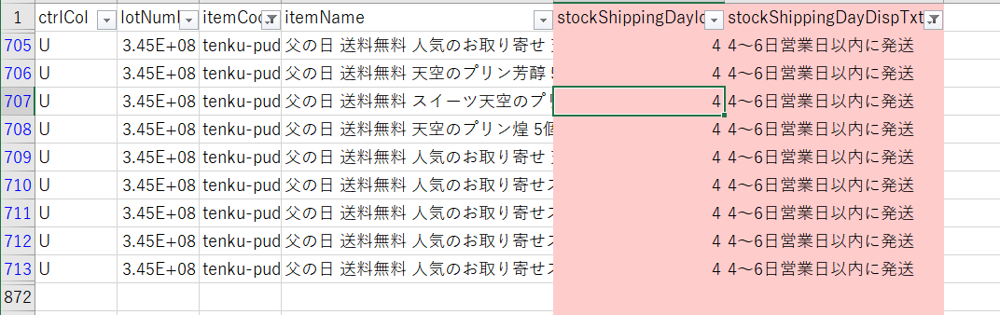 1 ctrlCol lotNuml itemCoc itemName stockShippingDayIc stockShippingDayDispTxt
705 U 3.45E+08 tenku-pud 父の日 送料無料 人気のお取り寄せ 4 4～6日営業日以内に発送
706 U 3.45E+08 tenku-pud 父の日 送料無料 天空のプリン芳醇 5 4 4～6日営業日以内に発送
707 U 3.45E+08 tenku-pud 父の日 送料無料 スイーツ天空のプリ 4 4～6日営業日以内に発送
708 U 3.45E+08 tenku-pud 父の日 送料無料 天空のプリン煌 5個 4 4～6日営業日以内に発送
709 U 3.45E+08 tenku-pud 父の日 送料無料 人気のお取り寄せ 4 4～6日営業日以内に発送
710 U 3.45E+08 tenku-pud 父の日 送料無料 人気のお取り寄せス 4 4～6日営業日以内に発送
711 U 3.45E+08 tenku-pud 父の日 送料無料 人気のお取り寄せス 4 4～6日営業日以内に発送
712 U 3.45E+08 tenku-pud 父の日 送料無料 人気のお取り寄せス 4 4～6日営業日以内に発送
713 U 3.45E+08 tenku-pud 父の日 送料無料 人気のお取り寄せス 4 4～6日営業日以内に発送
872